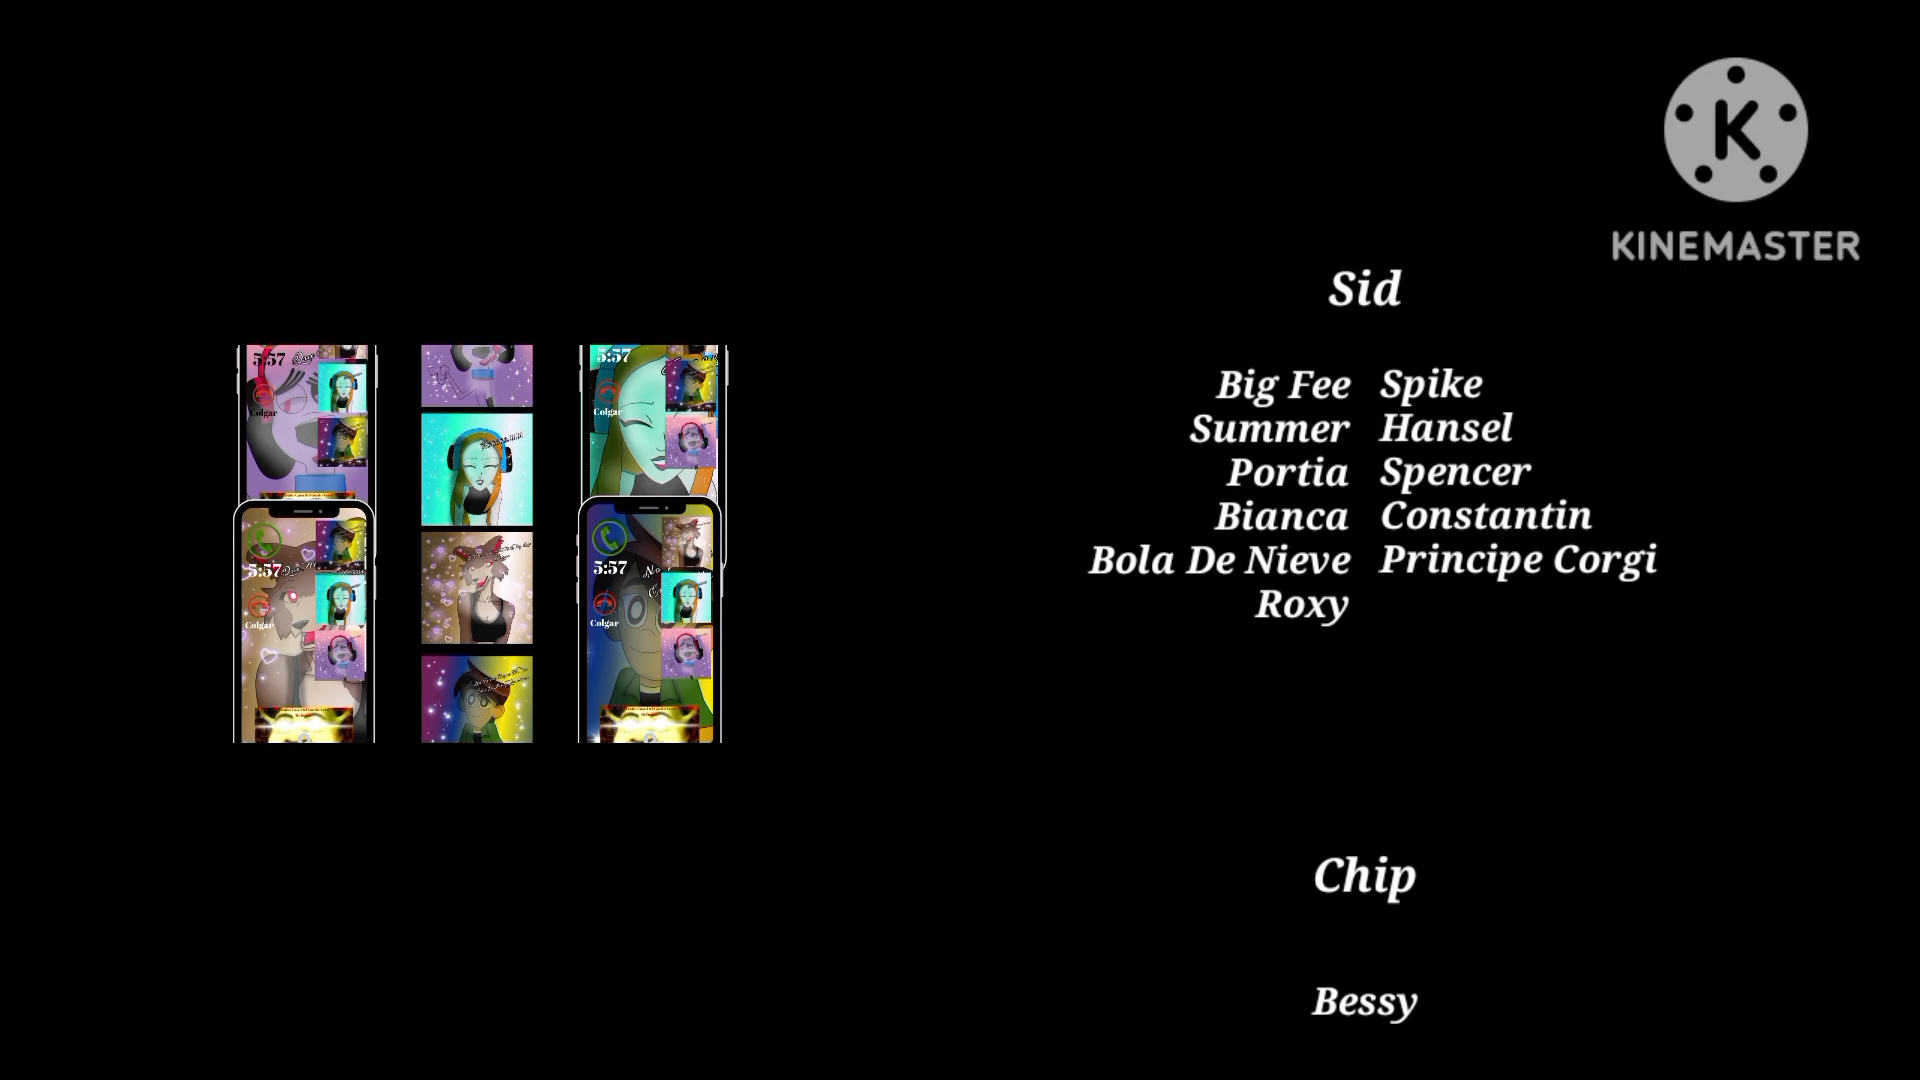 K
KINEMASTER
Sid
Big Fee Spike
Summer Hansel
Portia Spencer
Bianca Constantin
Bola De Nieve Principe Corgi
Roxy
Chip
Bessy
5:57
Colgar
5:57
Colgar
5:57
Colgar
5:57
Colgar